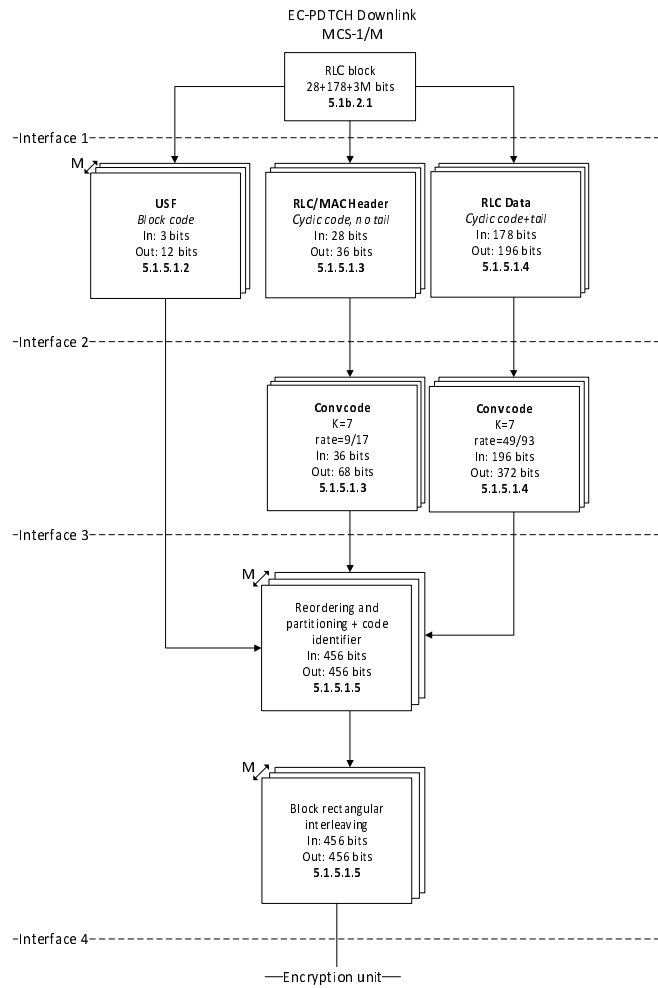 EC-PDTCH Downlink
MCS-1/M
RLC block
28+178+3M bits
5.1b.2.1
Interface 1
M
USF
Block code
In: 3 bits
Out: 12 bits
5.1.5.1.2
RLC/MAC Header
Cyclic code, no tail
In: 28 bits
Out: 36 bits
5.1.5.1.3
RLC Data
Cyclic code+tail
In: 178 bits
Out: 196 bits
5.1.5.1.4
Interface 2
Conv code
K=7
rate=9/17
In: 36 bits
Out: 68 bits
5.1.5.1.3
Conv code
K=7
rate=49/93
In: 196 bits
Out: 372 bits
5.1.5.1.4
Interface 3
M
Reordering and
partitioning + code
identifier
In: 456 bits
Out: 456 bits
5.1.5.1.5
M
Block rectangular
interleaving
In: 456 bits
Out: 456 bits
5.1.5.1.5
Interface 4
Encryption unit